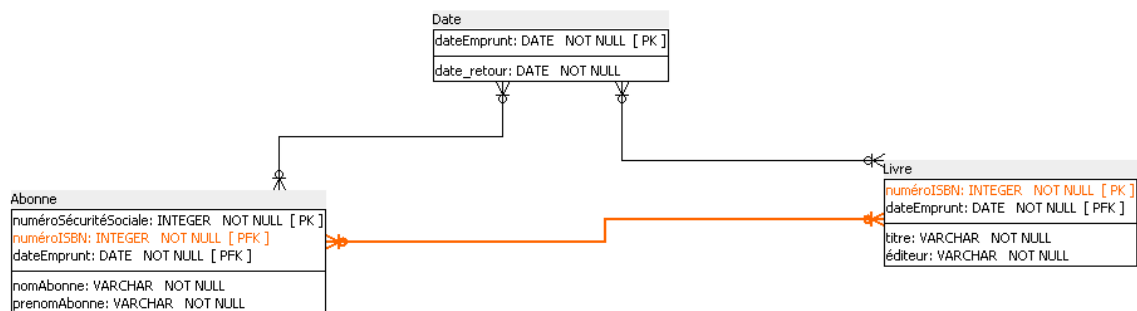 Date
dateEmprunt: DATE NOT NULL [ PK ]
date_retour: DATE NOT NULL
Abonne
numéroSécuritéSociale: INTEGER NOT NULL [ PK ]
numéroISBN: INTEGER NOT NULL [ PFK ]
dateEmprunt: DATE NOT NULL [ PFK ]
nomAbonne: VARCHAR NOT NULL
prenomAbonne: VARCHAR NOT NULL
Livre
numéroISBN: INTEGER NOT NULL [ PK ]
dateEmprunt: DATE NOT NULL [ PFK ]
titre: VARCHAR NOT NULL
éditeur: VARCHAR NOT NULL